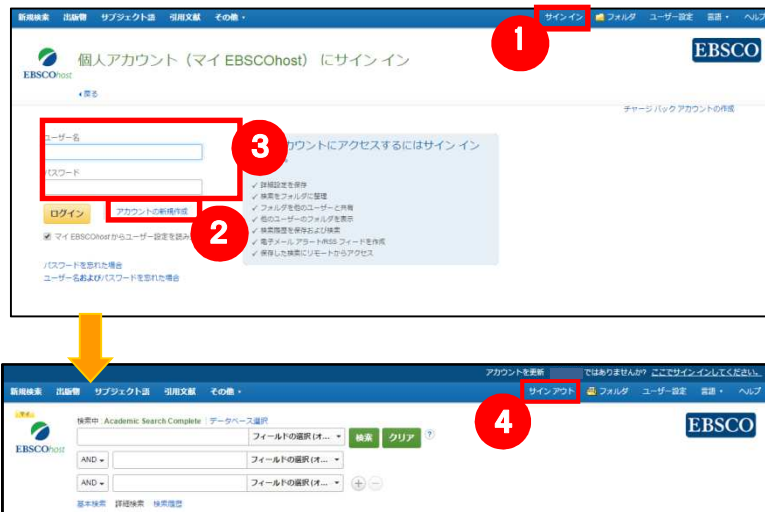 新規検索 出版物 サブジェクト語 引用文献 その他 サインイン フォルダ ユーザー設定 言語 ヘルプ
1
EBSCOhost
個人アカウント（マイ EBSCOhost） にサイン イン
EBSCO
戻る
チャージ バック アカウントの作成
ユーザー名
3
カウントにアクセスするにはサイン イン
パスワード
✓ 詳細設定を保存
✓ 検索をフォルダに整理
✓ フォルダを他のユーザーと共有
✓ 他のユーザーのフォルダを表示
✓ 検索履歴を保存および検索
✓ 電子メール アラート/RSS フィードを作成
✓ 保存した検索にリモートからアクセス
ログイン アカウントの新規作成
2
マイ EBSCOhostからユーザー設定を読み
パスワードを忘れた場合
ユーザー名およびパスワードを忘れた場合
アカウントを更新 ではありませんか? ここでサインインしてください。
新規検索 出版物 サブジェクト語 引用文献 その他 サインアウト フォルダ ユーザー設定 言語 ヘルプ
4
マイ
EBSCOhost
検索中: Academic Search Complete データベース選択
EBSCO
フィールドの選択 (オ... 検索 クリア ?
AND フィールドの選択 (オ...
AND フィールドの選択 (オ...
基本検索 詳細検索 検索履歴